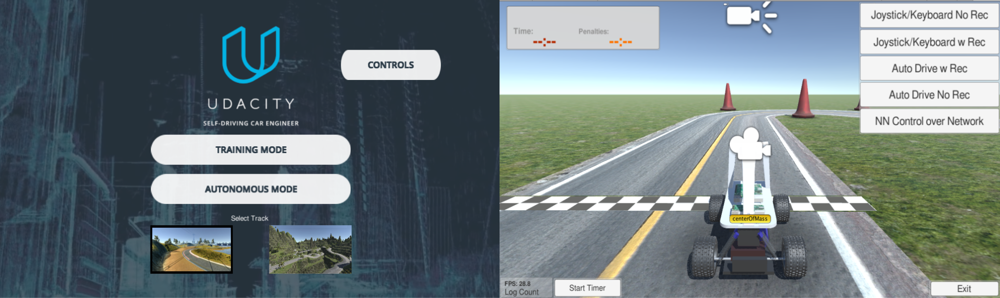 CONTROLS
UDACITY
SELF-DRIVING CAR ENGINEER
TRAINING MODE
AUTONOMOUS MODE
Select Track
Time:
Penalties:
--:--
--:--
Joystick/Keyboard No Rec
Joystick/Keyboard w Rec
Auto Drive w Rec
Auto Drive No Rec
NN Control over Network
centerOfMass
FPS: 28.8
Log Count
Start Timer
Exit